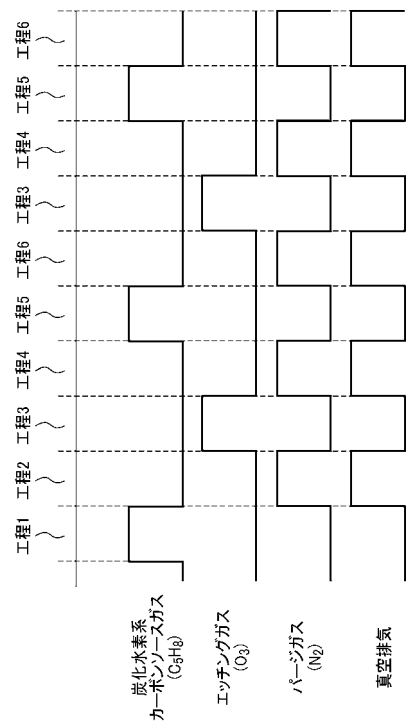 工程1
工程2
工程3
工程4
工程5
工程6
工程3
工程4
工程5
工程6
炭化水素系
カーボンソースガス
(C5H8)
エッチングガス
(O3)
パージガス
(N2)
真空排気